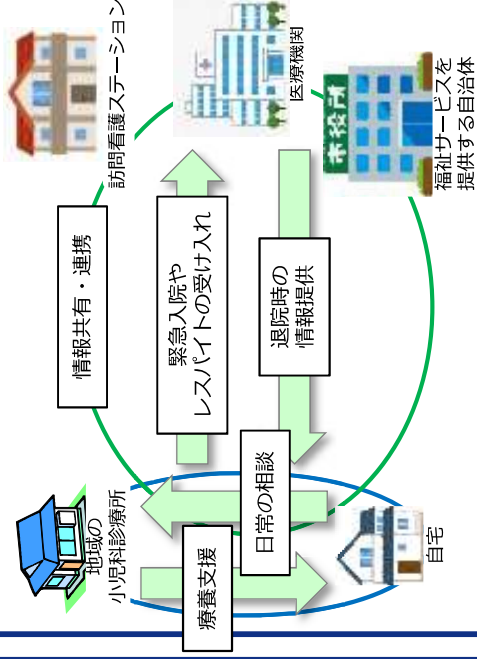 地域の
小児科診療所
情報共有・連携
訪問看護ステーション
緊急入院や
レスパイトの受け入れ
医療機関
療養支援
日常の相談
退院時の
情報提供
市役所
自宅
福祉サービスを
提供する自治体